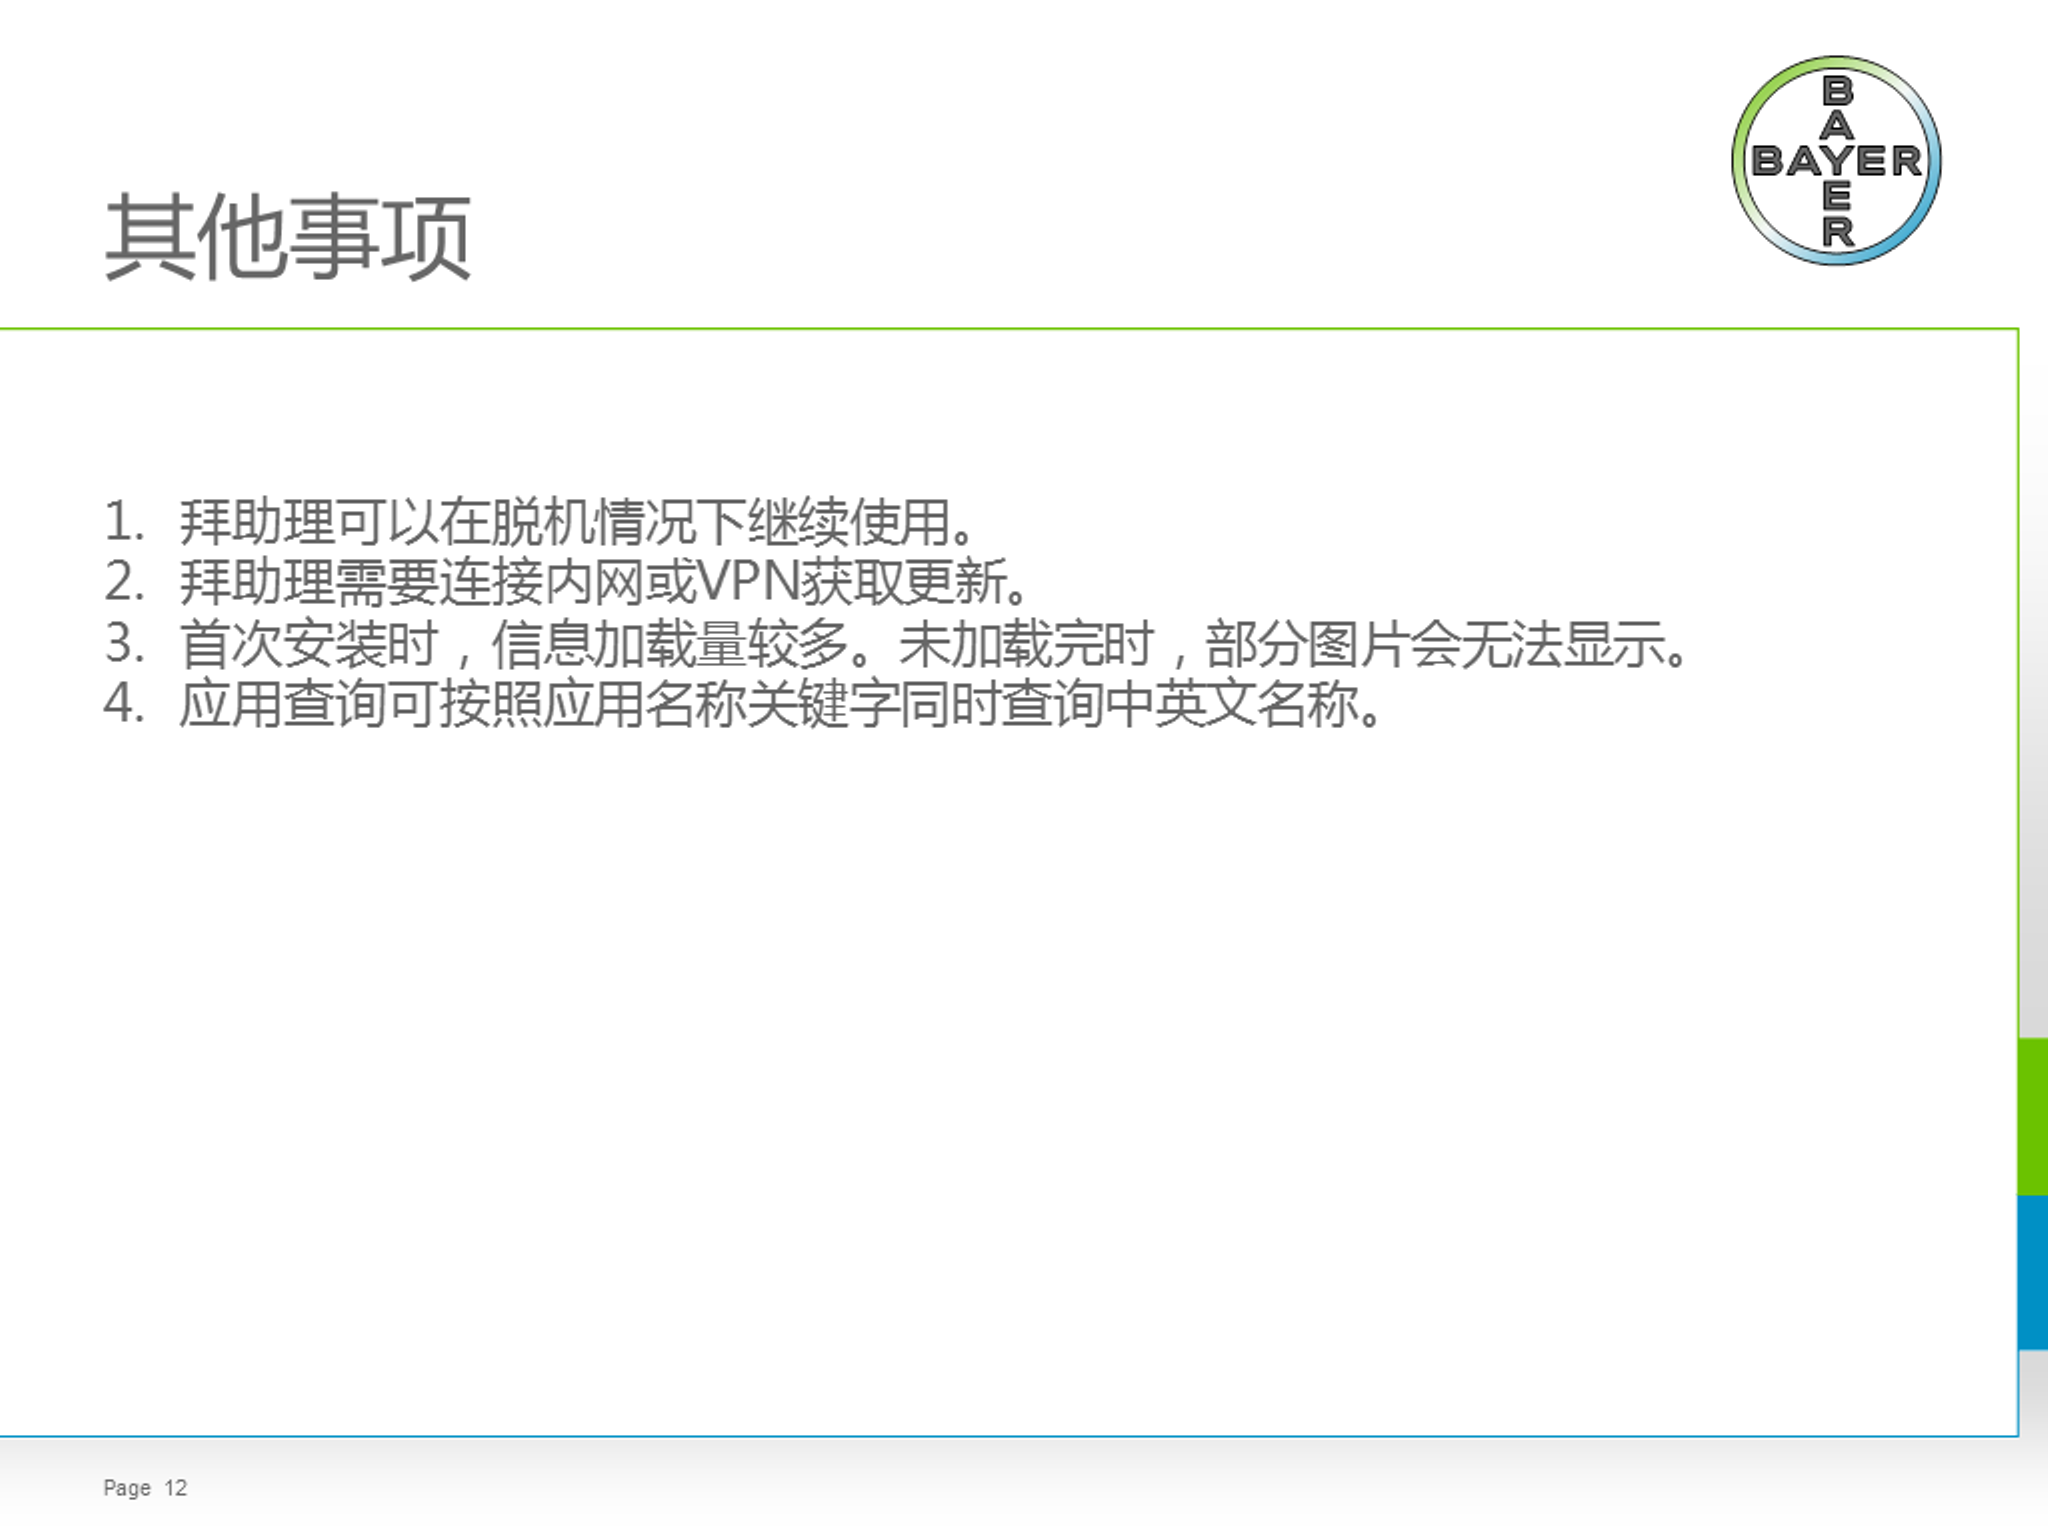 BAYER
BAYER
其他事项
1. 拜助理可以在脱机情况下继续使用。
2. 拜助理需要连接内网或VPN获取更新。
3. 首次安装时，信息加载量较多。未加载完时，部分图片会无法显示。
4. 应用查询可按照应用名称关键字同时查询中英文名称。
Page 12